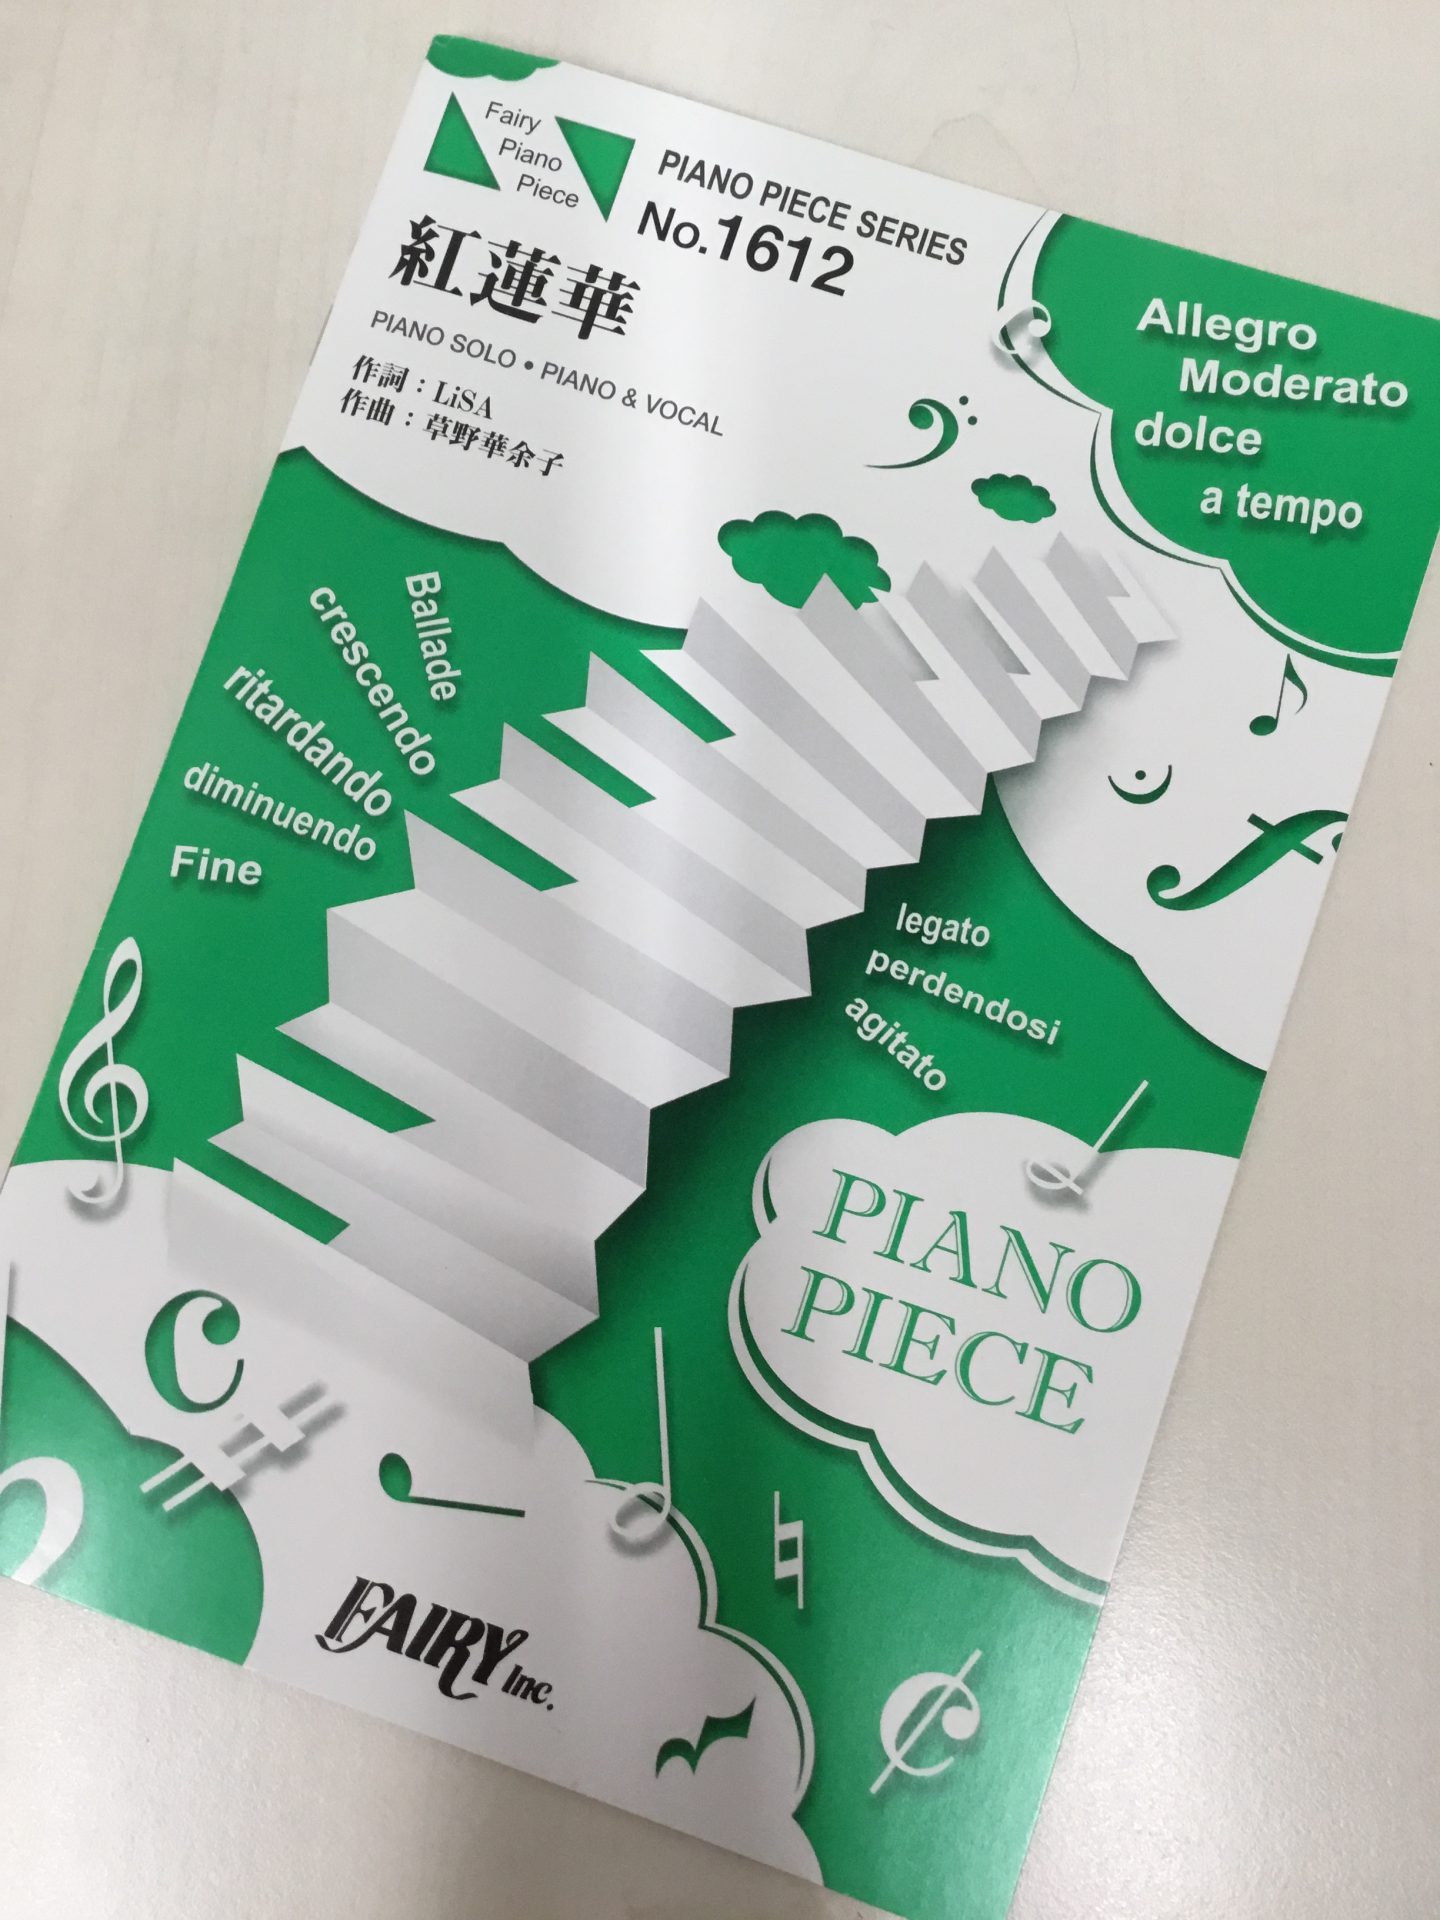 Fairy
Piano
Piece
PIANO PIECE SERIES
No.1612
紅蓮華
PIANO SOLO • PIANO & VOCAL
作詞：LiSA
作曲：草野華余子
Allegro
Moderato
dolce
a tempo
Ballade
crescendo
ritardando
diminuendo
Fine
legato
perdendosi
agitato
PIANO
PIECE
FAIRY Inc.